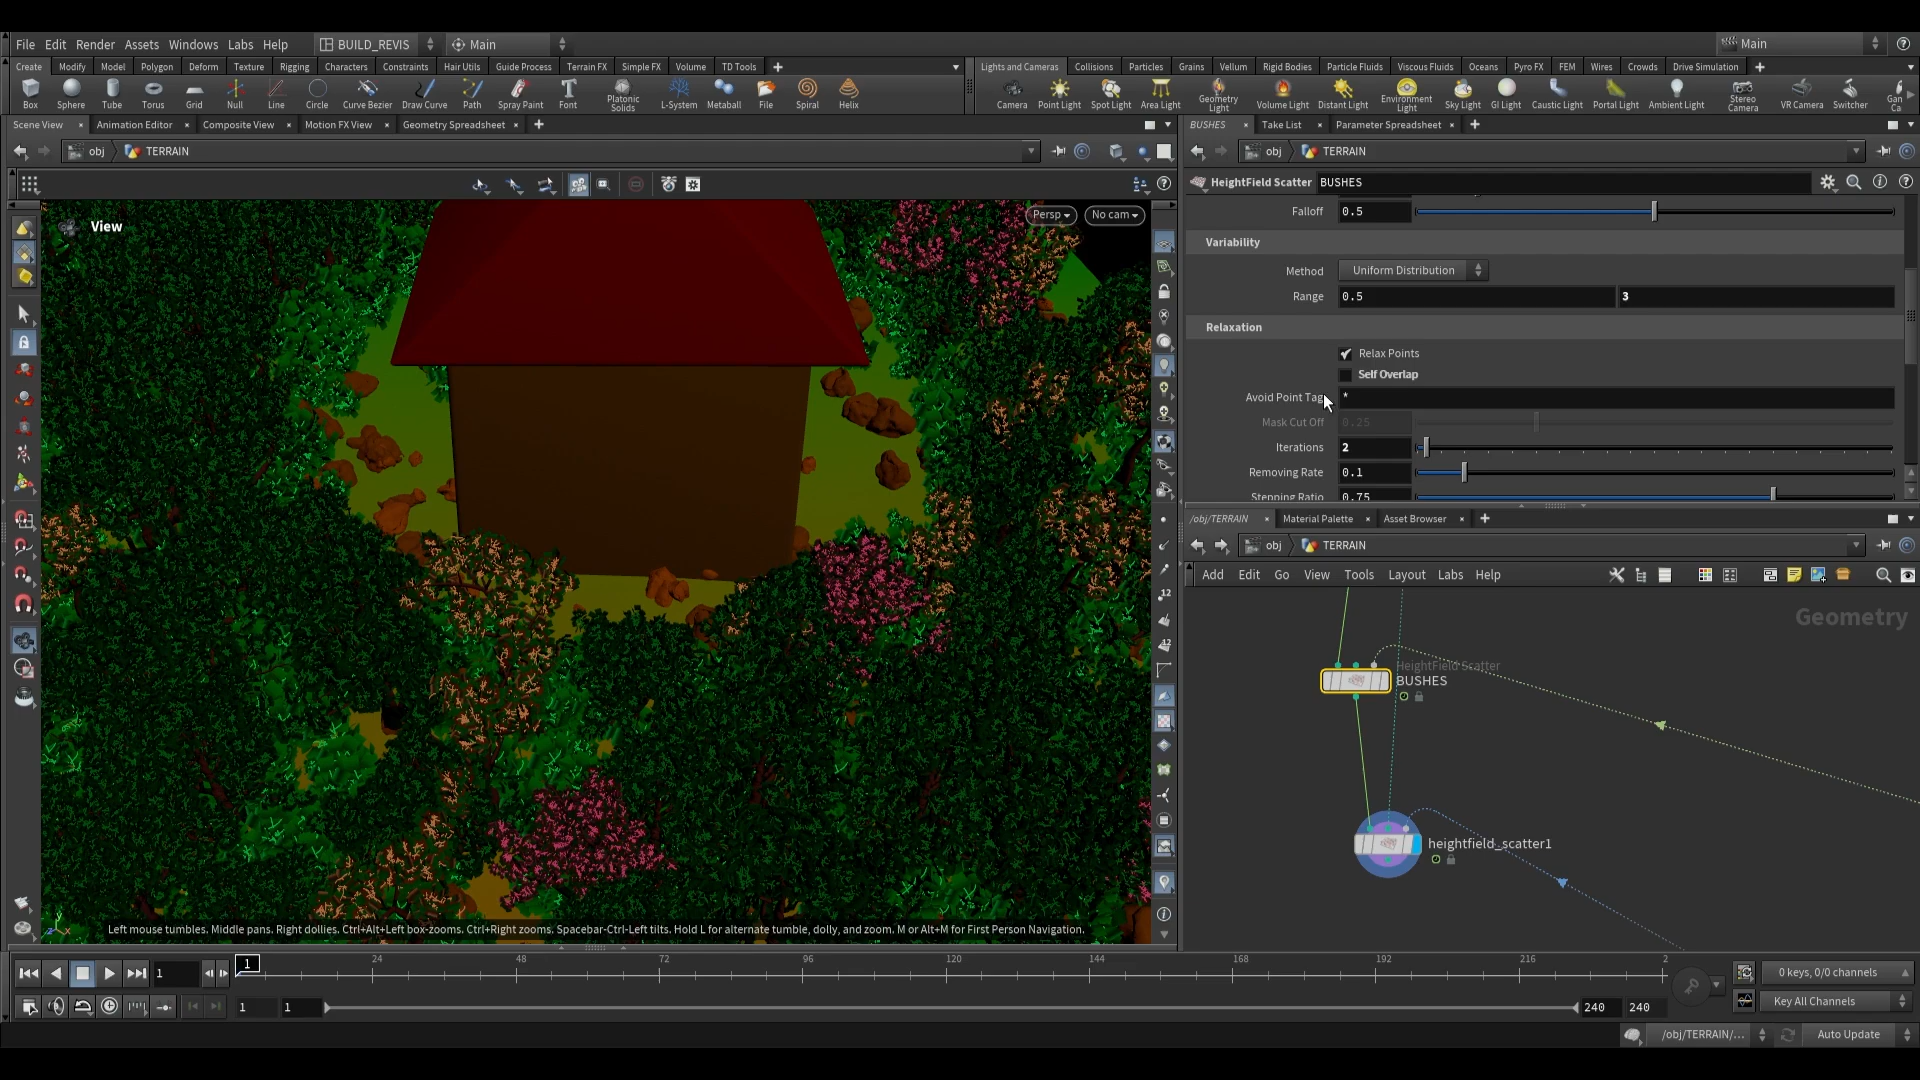 File Edit Render Assets Windows Labs Help BUILD_REVIS Main Main
Create Modify Model Polygon Deform Texture Rigging Characters Constraints Hair Utils Guide Process Terrain FX Simple FX Volume TD Tools
Lights and Cameras Collisions Particles Grains Vellum Rigid Bodies Particle Fluids Viscous Fluids Oceans Pyro FX FEM Wires Crowds Drive Simulation
Box Sphere Tube Torus Grid Null Line Circle Curve Bezier Draw Curve Path Spray Paint Font Platonic Solids L-System Metaball File Spiral Helix
Camera Point Light Spot Light Area Light Geometry Light Volume Light Distant Light Environment Light Sky Light GI Light Caustic Light Portal Light Ambient Light Stereo Camera VR Camera Switcher Gan Ca
Scene View Animation Editor Composite View Motion FX View Geometry Spreadsheet
BUSHES Take List Parameter Spreadsheet
obj TERRAIN
obj TERRAIN
HeightField Scatter BUSHES
View
Persp No cam
Falloff 0.5
Variability
Method Uniform Distribution
Range 0.5 3
Relaxation
Relax Points
Self Overlap
Avoid Point Tag *
Mask Cut Off 0.25
Iterations 2
Removing Rate 0.1
Stepping Ratio 0.75
/obj/TERRAIN Material Palette Asset Browser
obj TERRAIN
Add Edit Go View Tools Layout Labs Help
Geometry
HeightField Scatter
BUSHES
heightfield_scatter1
12
12
Left mouse tumbles. Middle pans. Right dollies. Ctrl+Alt+Left box-zooms. Ctrl+Right zooms. Spacebar-Ctrl-Left tilts. Hold L for alternate tumble, dolly, and zoom. M or Alt+M for First Person Navigation.
1 1 24 48 72 96 120 144 168 192 216 2
0 keys, 0/0 channels
1 1 240 240
Key All Channels
/obj/TERRAIN/... Auto Update